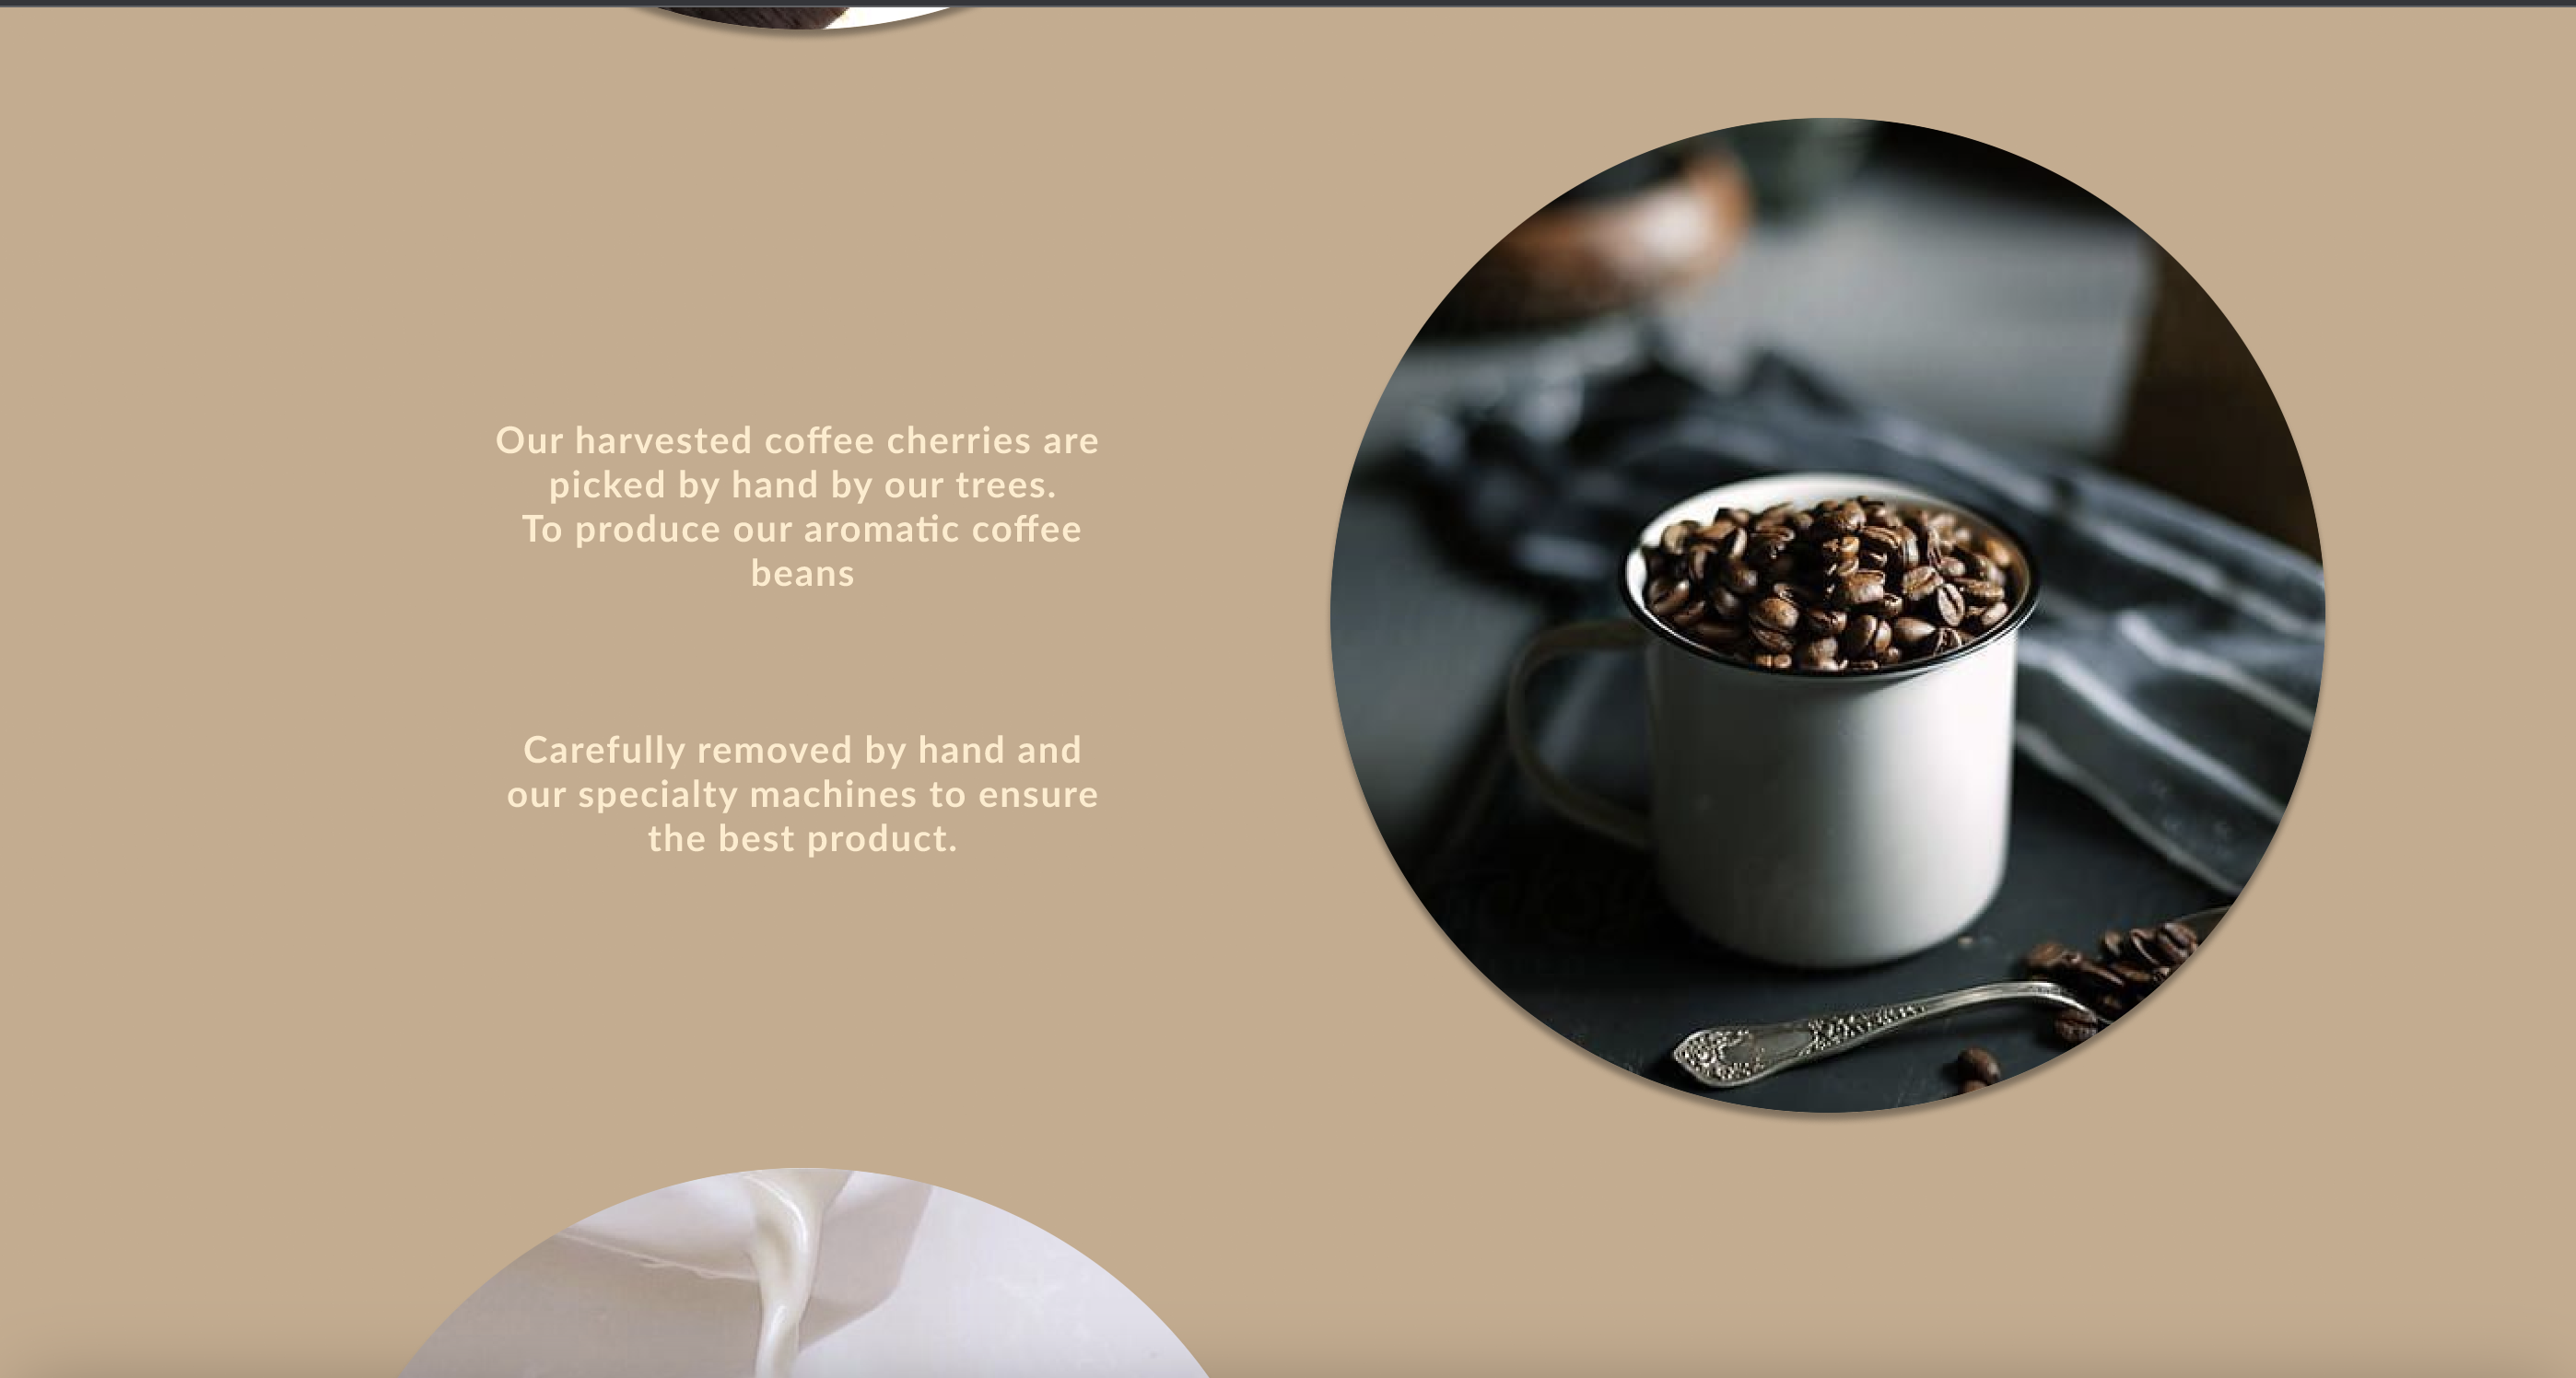 Our harvested coffee cherries are
picked by hand by our trees.
To produce our aromatic coffee
beans
Carefully removed by hand and
our specialty machines to ensure
the best product.